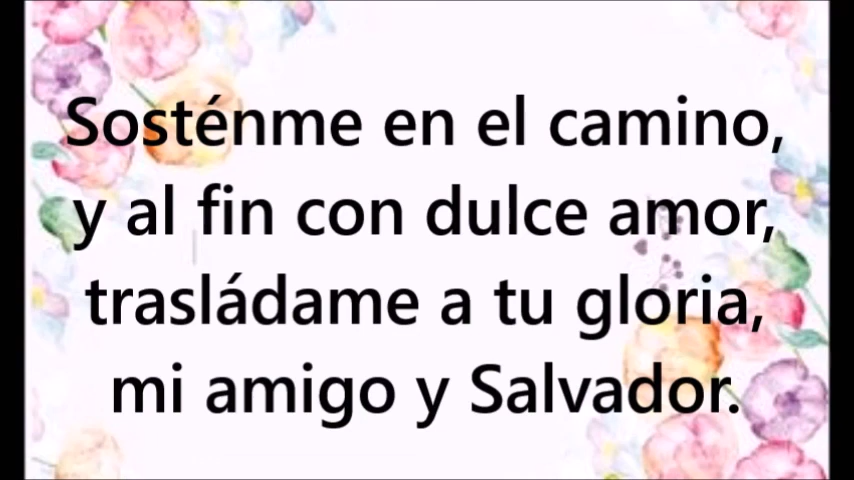 Sosténme en el camino,
y al fin con dulce amor,
trasládame a tu gloria,
mi amigo y Salvador.